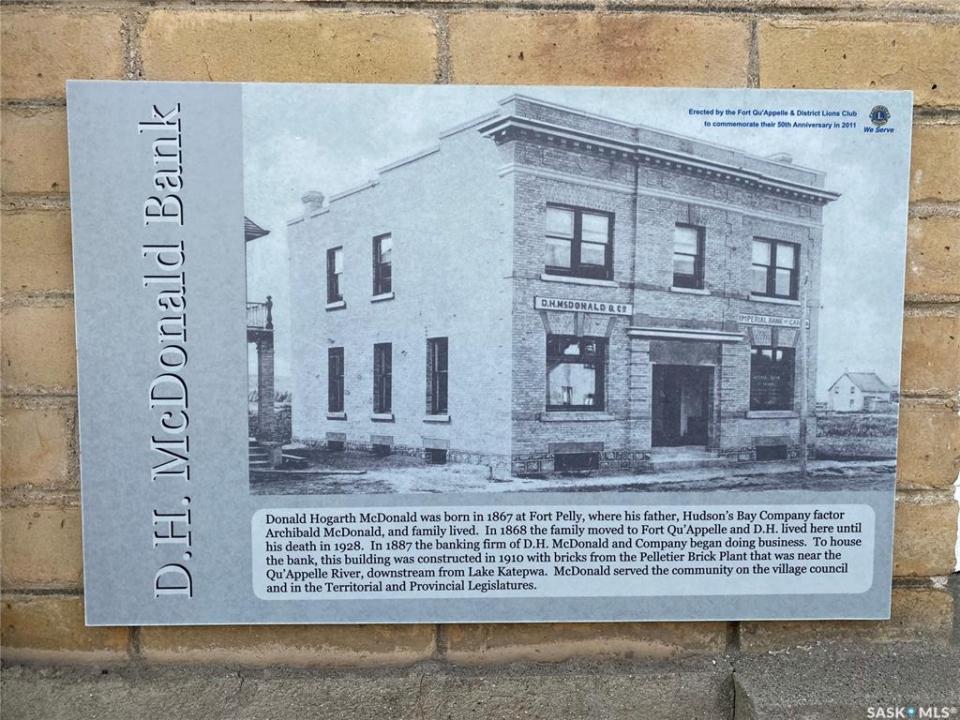 D.H. McDonald Bank
Erected by the Fort Qu'Appelle & District Lions Club
to commemorate their 50th Anniversary in 2011
L
We Serve
D.H.McDONALD & Co
IMPERIAL BANK OF CAN
Donald Hogarth McDonald was born in 1867 at Fort Pelly, where his father, Hudson's Bay Company factor
Archibald McDonald, and family lived. In 1868 the family moved to Fort Qu'Appelle and D.H. lived here until
his death in 1928. In 1887 the banking firm of D.H. McDonald and Company began doing business. To house
the bank, this building was constructed in 1910 with bricks from the Pelletier Brick Plant that was near the
Qu'Appelle River, downstream from Lake Katepwa. McDonald served the community on the village council
and in the Territorial and Provincial Legislatures.
SASK MLS®